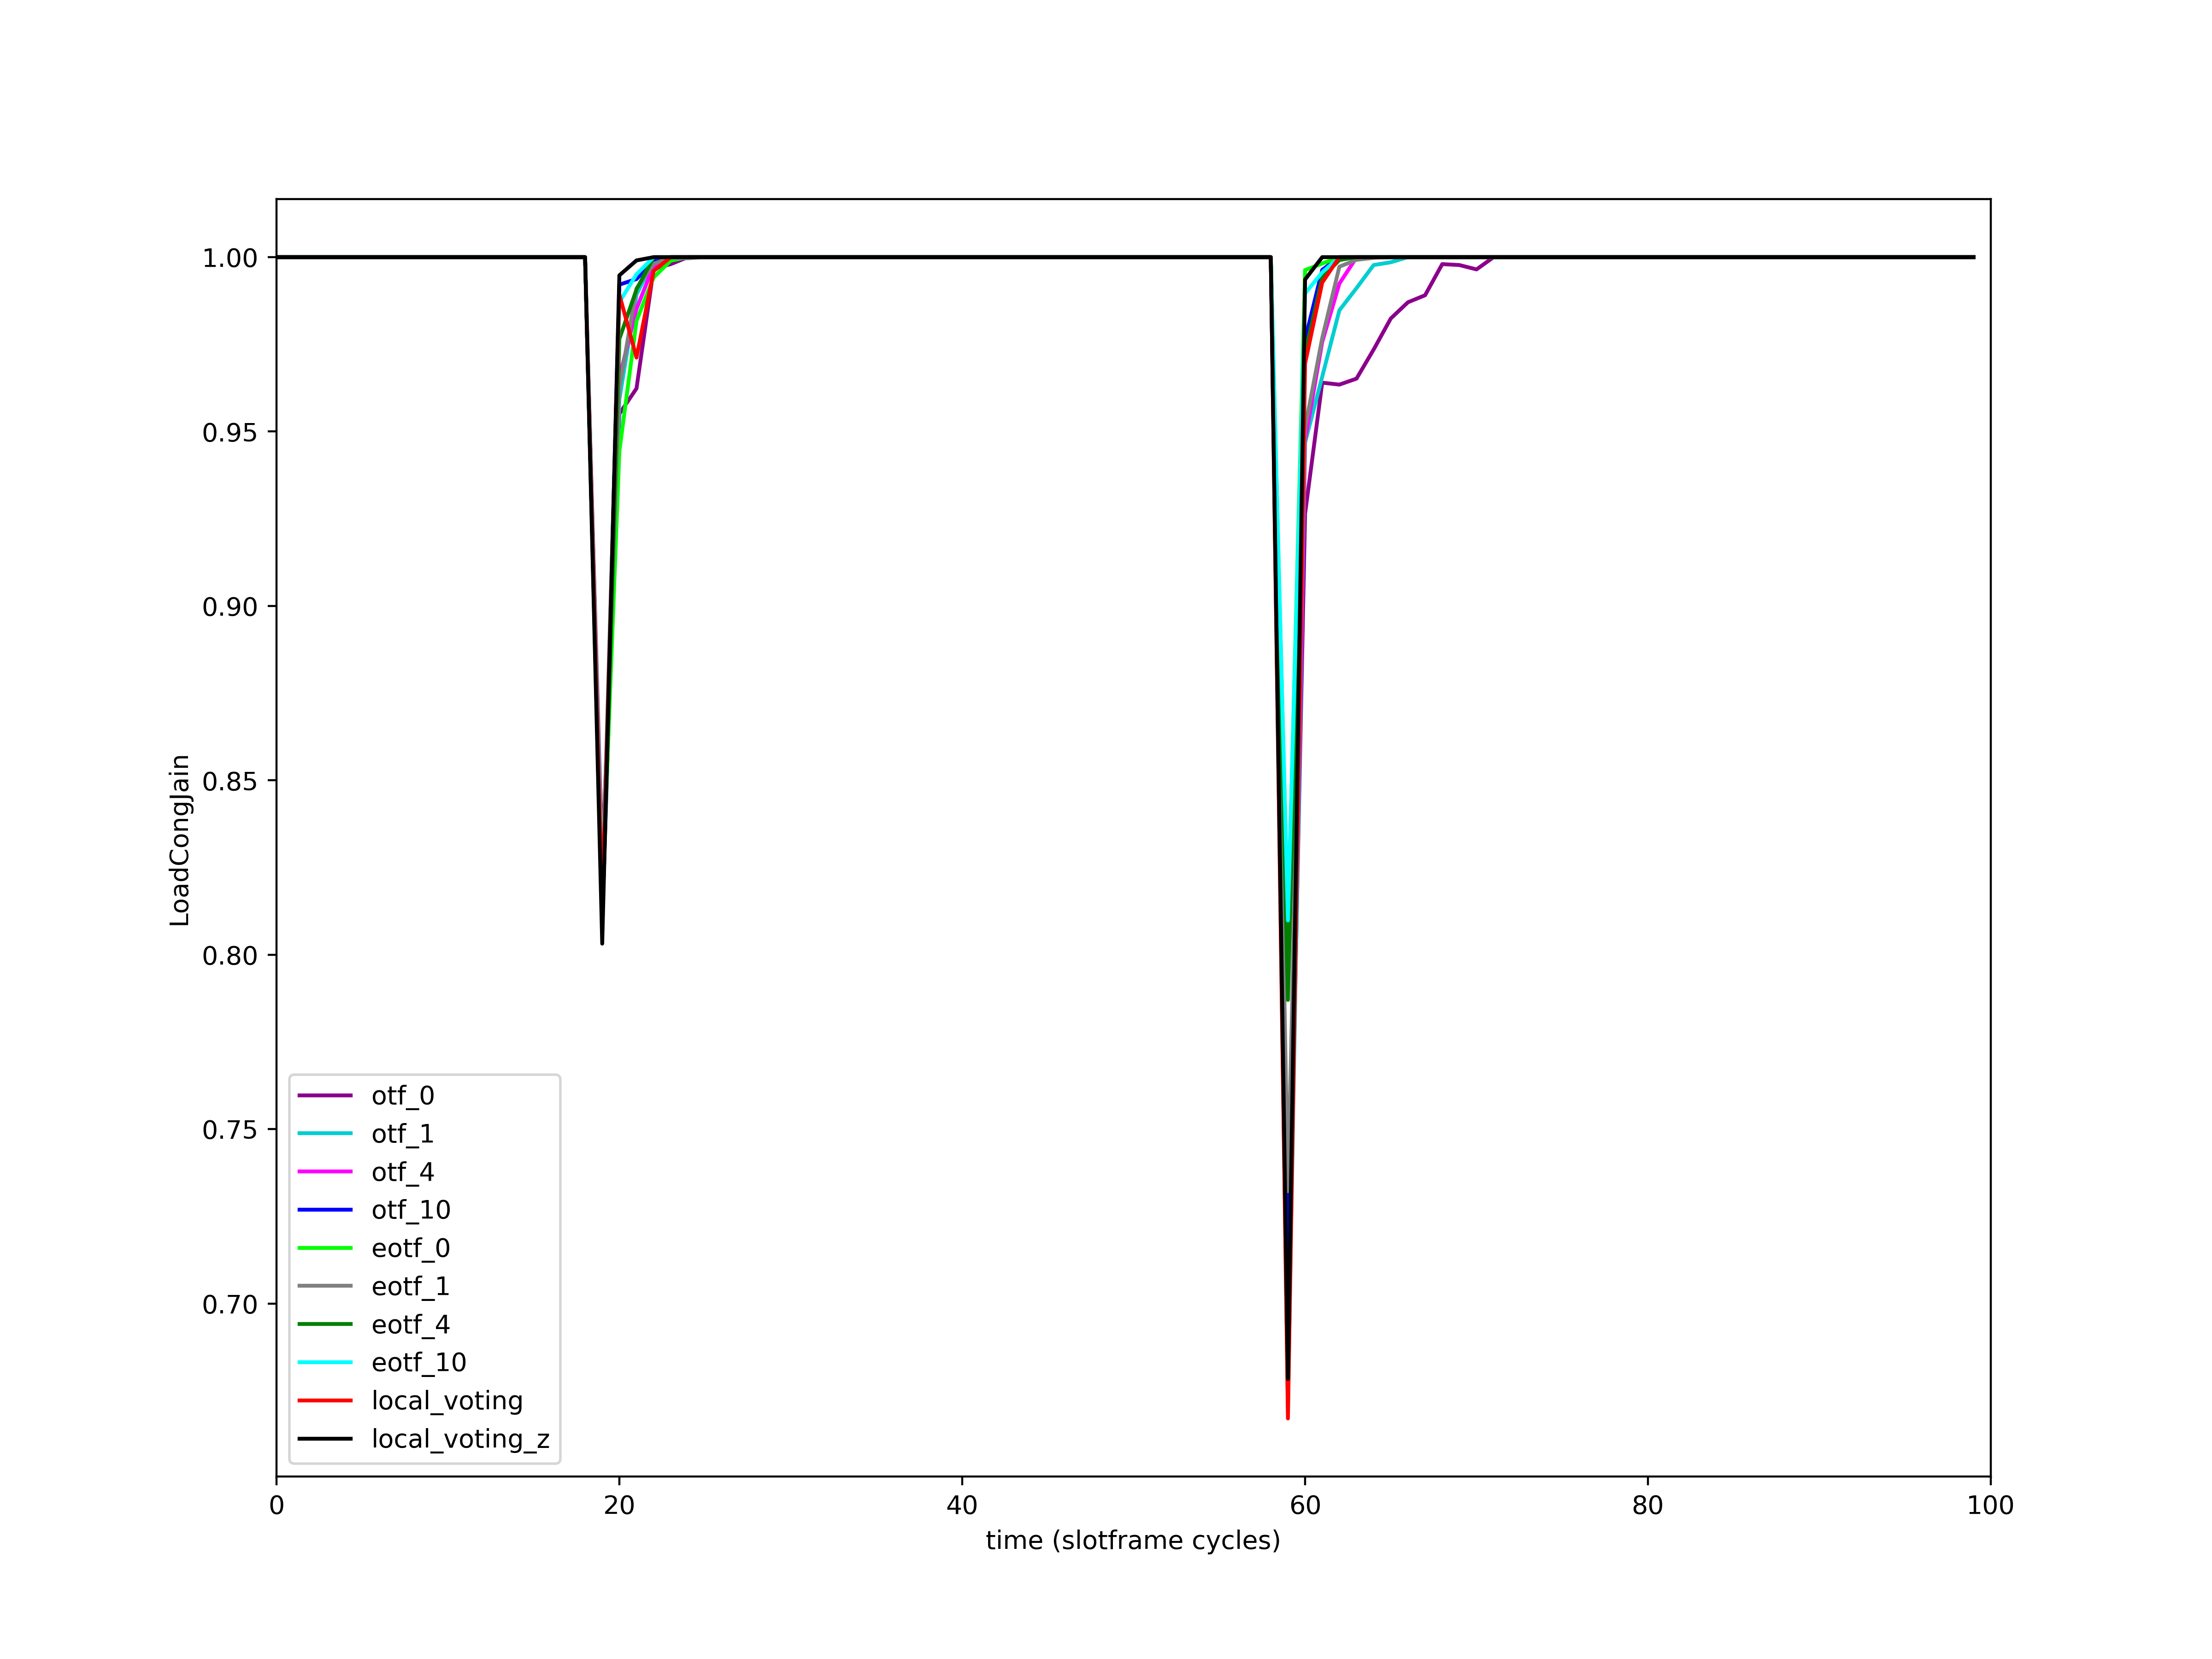 1.00
0.95
0.90
0.85
0.80
0.75
0.70
LoadCongJain
otf_0
otf_1
otf_4
otf_10
eotf_0
eotf_1
eotf_4
eotf_10
local_voting
local_voting_z
0 20 40 60 80 100
time (slotframe cycles)